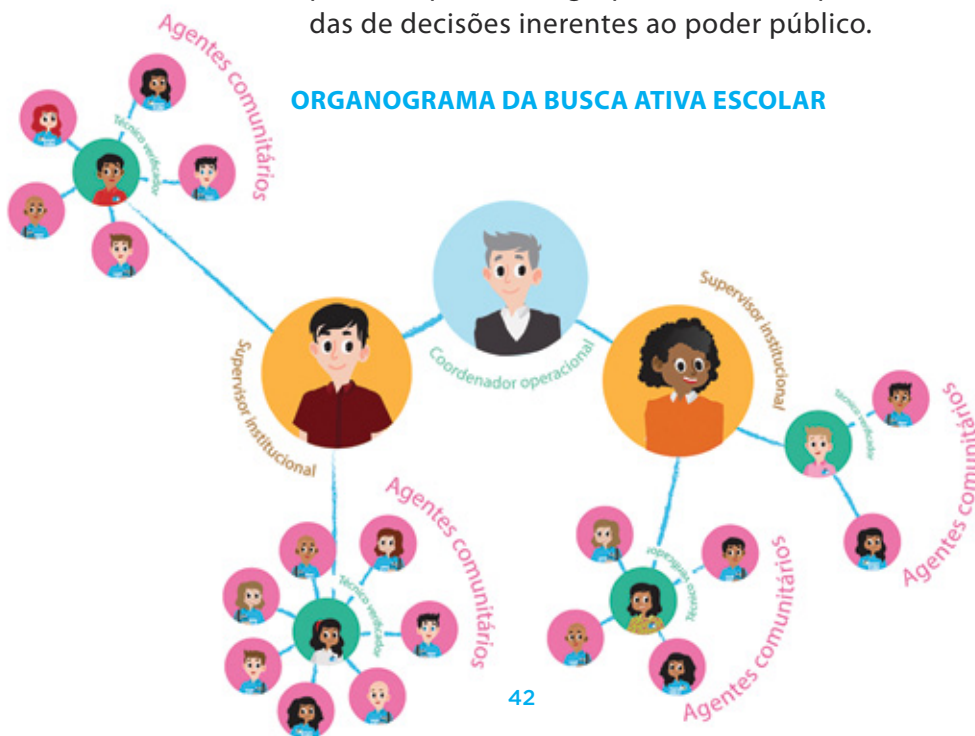 das de decisões inerentes ao poder público.
ORGANOGRAMA DA BUSCA ATIVA ESCOLAR
Agentes comunitários
Técnico verificador
Coordenador operacional
Supervisor institucional
Supervisor institucional
Técnico verificador
Agentes comunitários
Agentes comunitários
Técnico verificador
Técnico verificador
Agentes comunitários
42